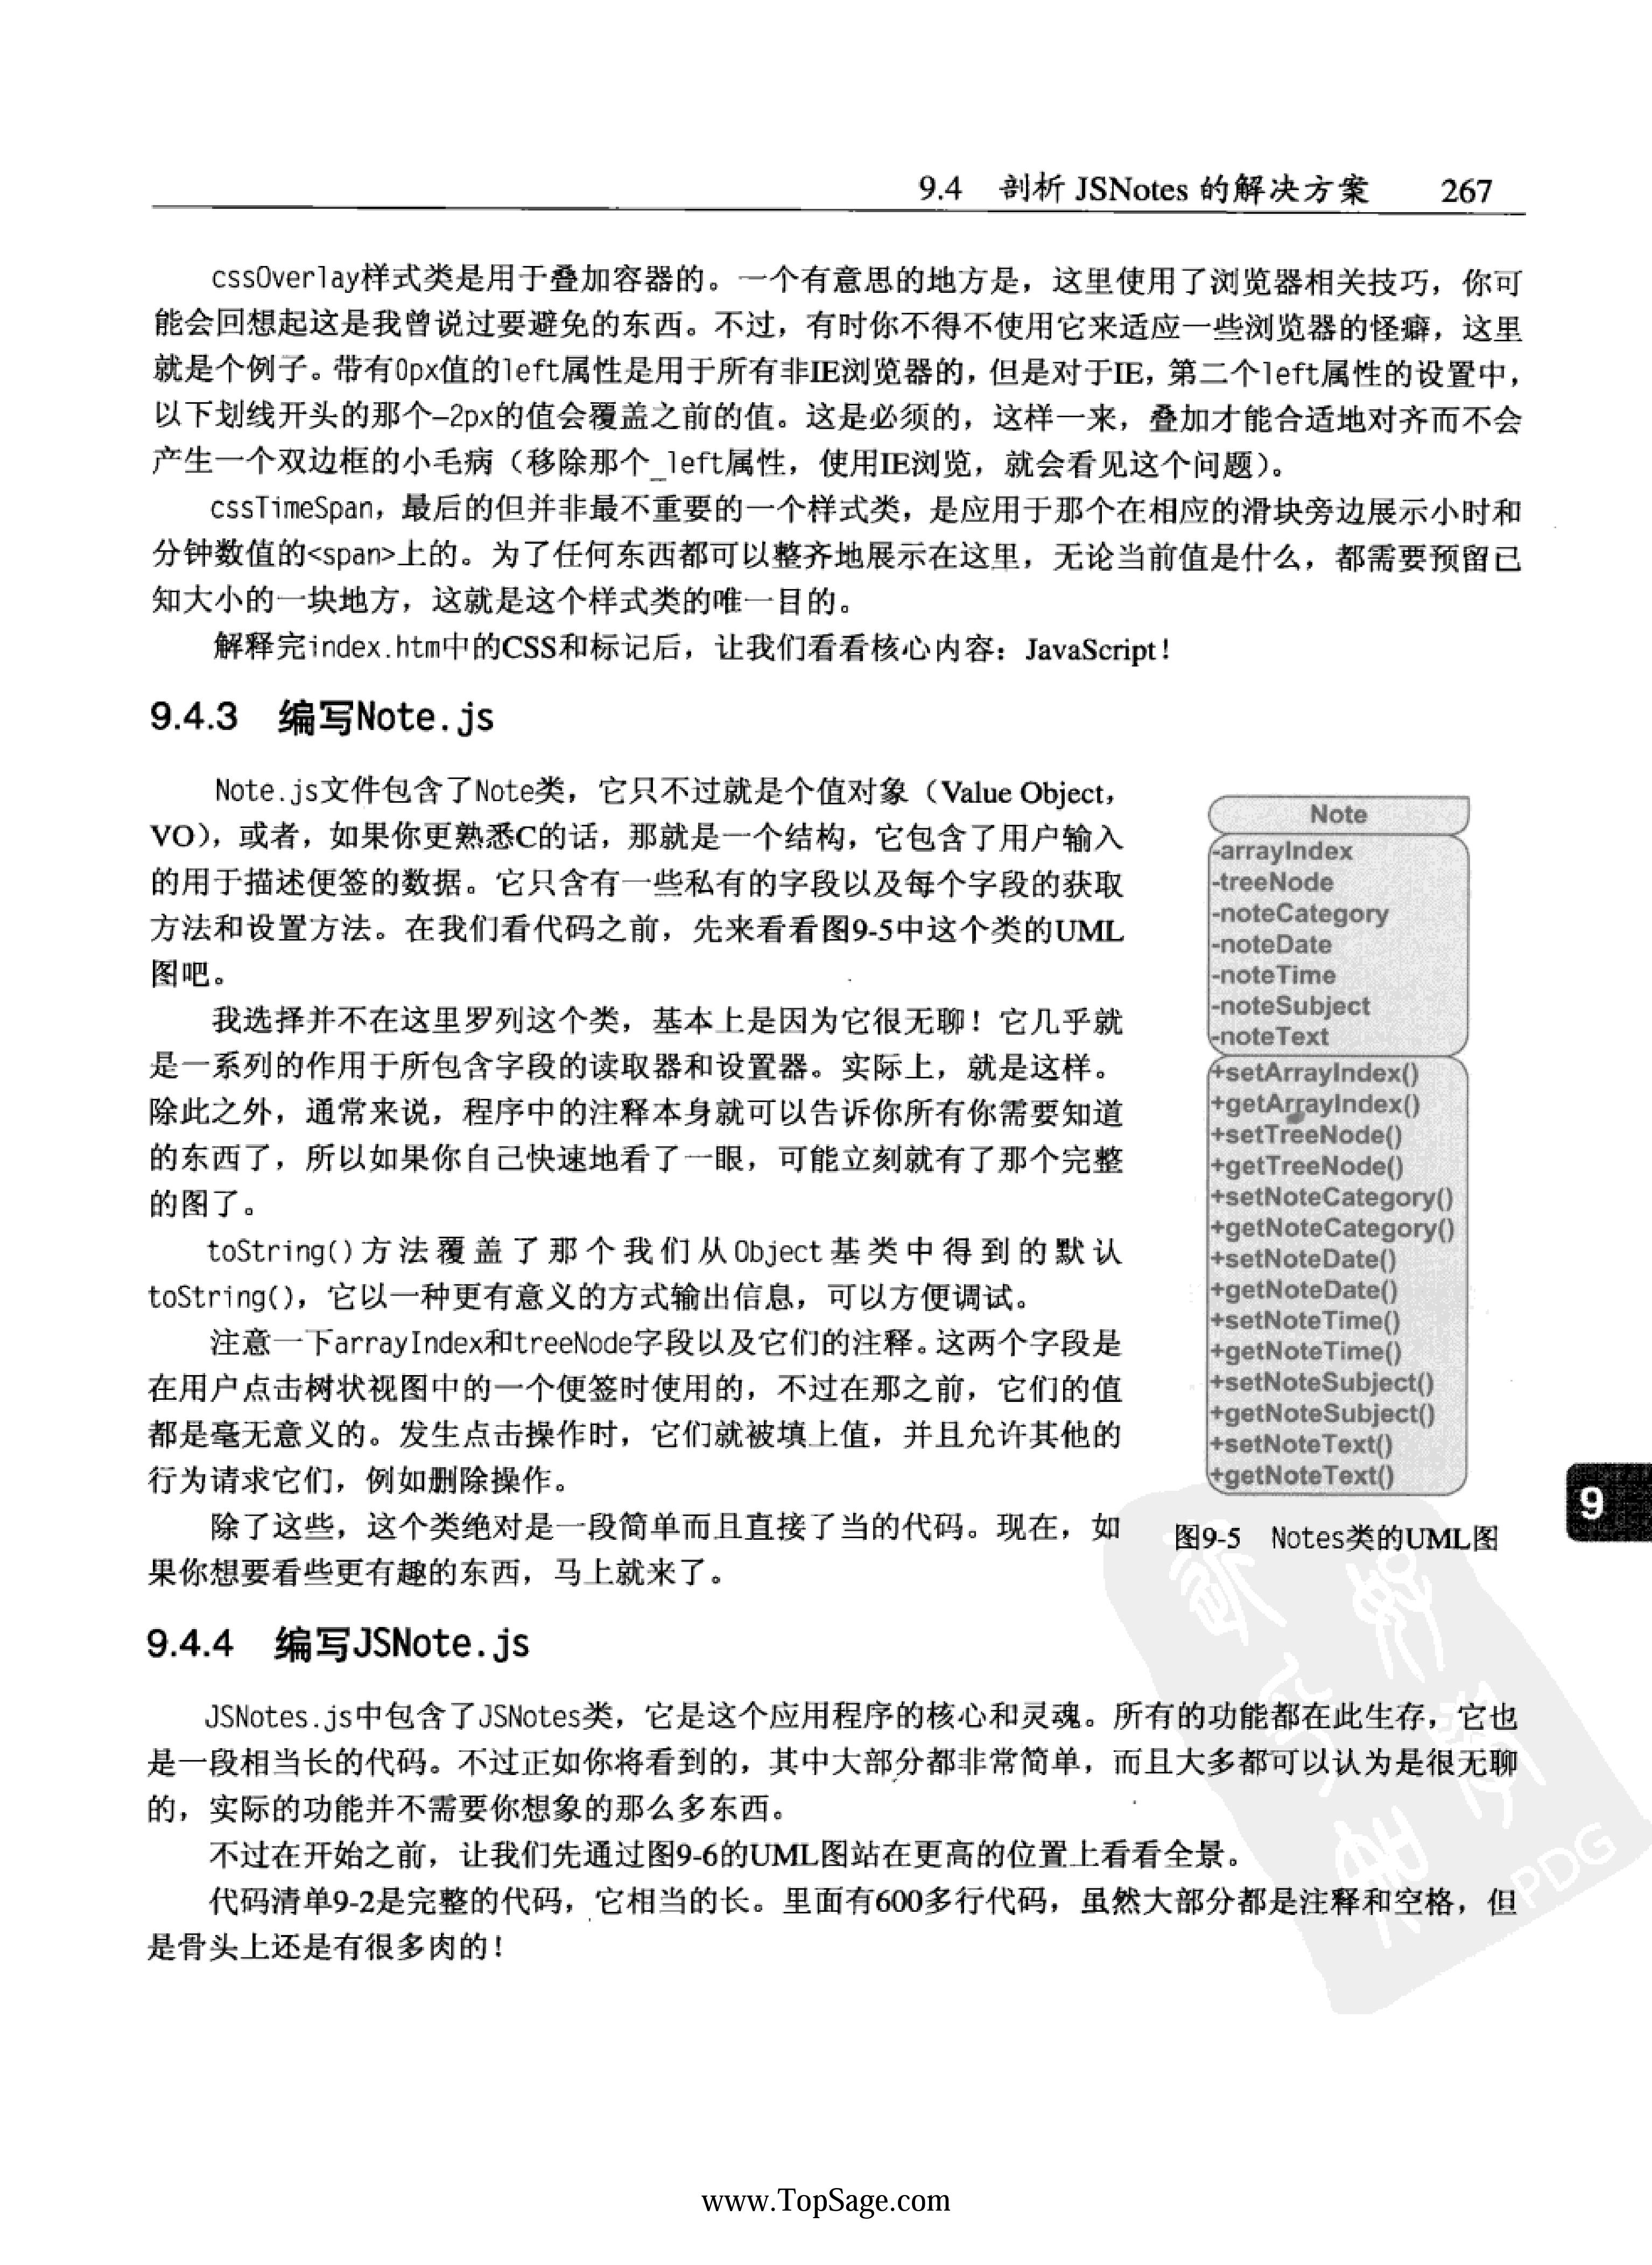 9.4 剖析 JSNotes 的解决方案 267
cssOverlay样式类是用于叠加容器的。一个有意思的地方是，这里使用了浏览器相关技巧，你可
能会回想起这是我曾说过要避免的东西。不过，有时你不得不使用它来适应一些浏览器的怪癖，这里
就是个例子。带有0px值的left属性是用于所有非IE浏览器的，但是对于IE，第二个left属性的设置中，
以下划线开头的那个–2px的值会覆盖之前的值。这是必须的，这样一来，叠加才能合适地对齐而不会
产生一个双边框的小毛病（移除那个_left属性，使用IE浏览，就会看见这个问题）。
cssTimeSpan，最后的但并非最不重要的一个样式类，是应用于那个在相应的滑块旁边展示小时和
分钟数值的<span>上的。为了任何东西都可以整齐地展示在这里，无论当前值是什么，都需要预留已
知大小的一块地方，这就是这个样式类的唯一目的。
解释完index.htm中的CSS和标记后，让我们看看核心内容：JavaScript！
9.4.3 编写Note.js
Note.js文件包含了Note类，它只不过就是个值对象（Value Object，
VO），或者，如果你更熟悉C的话，那就是一个结构，它包含了用户输入
的用于描述便签的数据。它只含有一些私有的字段以及每个字段的获取
方法和设置方法。在我们看代码之前，先来看看图9-5中这个类的UML
图吧。
我选择并不在这里罗列这个类，基本上是因为它很无聊！它几乎就
是一系列的作用于所包含字段的读取器和设置器。实际上，就是这样。
除此之外，通常来说，程序中的注释本身就可以告诉你所有你需要知道
的东西了，所以如果你自己快速地看了一眼，可能立刻就有了那个完整
的图了。
toString()方法覆盖了那个我们从Object基类中得到的默认
toString()，它以一种更有意义的方式输出信息，可以方便调试。
注意一下arrayIndex和treeNode字段以及它们的注释。这两个字段是
在用户点击树状视图中的一个便签时使用的，不过在那之前，它们的值
都是毫无意义的。发生点击操作时，它们就被填上值，并且允许其他的
行为请求它们，例如删除操作。
除了这些，这个类绝对是一段简单而且直接了当的代码。现在，如
果你想要看些更有趣的东西，马上就来了。
Note
-arrayIndex
-treeNode
-noteCategory
-noteDate
-noteTime
-noteSubject
-noteText
+setArrayIndex()
+getArrayIndex()
+setTreeNode()
+getTreeNode()
+setNoteCategory()
+getNoteCategory()
+setNoteDate()
+getNoteDate()
+setNoteTime()
+getNoteTime()
+setNoteSubject()
+getNoteSubject()
+setNoteText()
+getNoteText()
图9-5 Notes类的UML图
9
9.4.4 编写JSNote.js
JSNotes.js中包含了JSNotes类，它是这个应用程序的核心和灵魂。所有的功能都在此生存，它也
是一段相当长的代码。不过正如你将看到的，其中大部分都非常简单，而且大多都可以认为是很无聊
的，实际的功能并不需要你想象的那么多东西。
不过在开始之前，让我们先通过图9-6的UML图站在更高的位置上看看全景。
代码清单9-2是完整的代码，它相当的长。里面有600多行代码，虽然大部分都是注释和空格，但
是骨头上还是有很多肉的！
PDG
www.TopSage.com